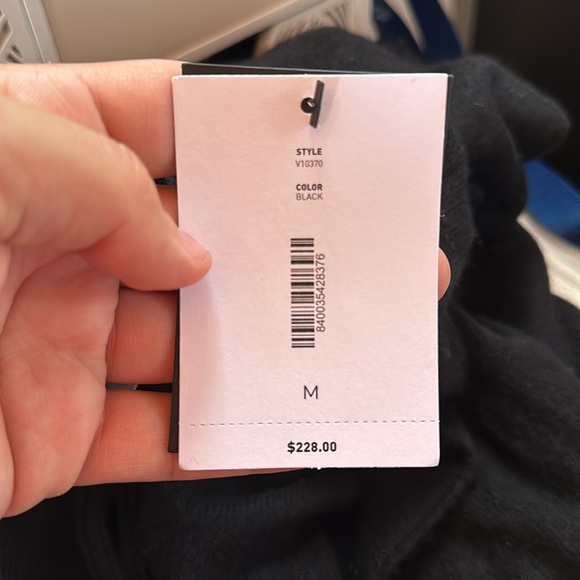 STYLE
V10370
COLOR
BLACK
840035428376
M
$228.00